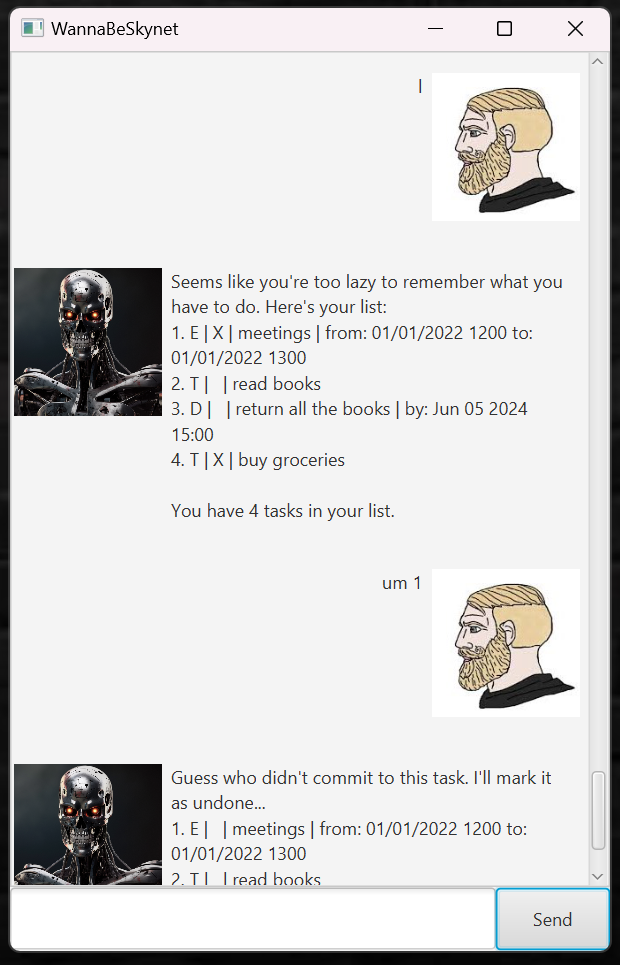 WannaBeSkynet
l
Seems like you're too lazy to remember what you
have to do. Here's your list:
1. E | X | meetings | from: 01/01/2022 1200 to:
01/01/2022 1300
2. T |   | read books
3. D |   | return all the books | by: Jun 05 2024
15:00
4. T | X | buy groceries
You have 4 tasks in your list.
um 1
Guess who didn't commit to this task. I'll mark it
as undone...
1. E |   | meetings | from: 01/01/2022 1200 to:
01/01/2022 1300
2. T |   | read books
Send